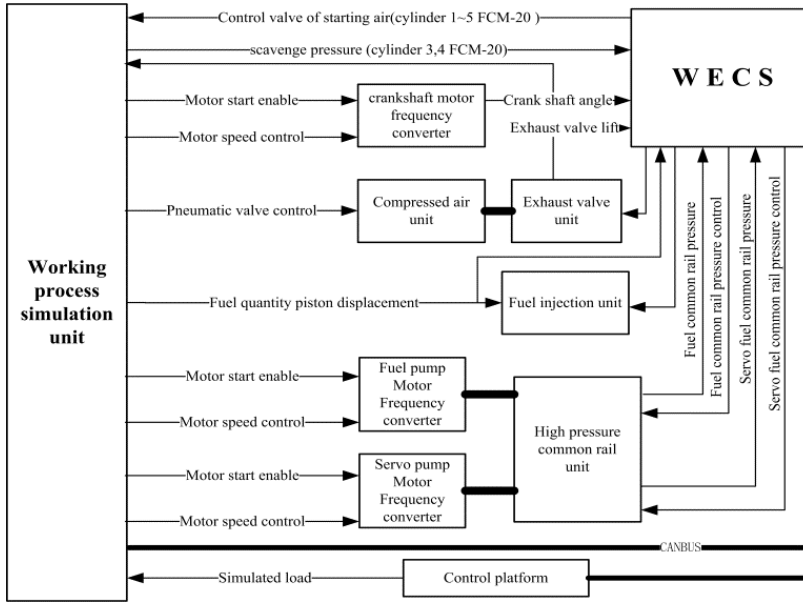 Control valve of starting air(cylinder 1~5 FCM-20 )
scavenge pressure (cylinder 3,4 FCM-20)
W E C S
Motor start enable
crankshaft motor
frequency
converter
Crank shaft angle
Motor speed control
Exhaust valve lift
Pneumatic valve control
Compressed air
unit
Exhaust valve
unit
Working
process
simulation
unit
Fuel quantity piston displacement
Fuel injection unit
Fuel common rail pressure
Fuel common rail pressure control
Servo fuel common rail pressure
Servo fuel common rail pressure control
Motor start enable
Fuel pump
Motor
Frequency
converter
Motor speed control
High pressure
common rail
unit
Motor start enable
Servo pump
Motor
Frequency
converter
Motor speed control
CANBUS
Simulated load
Control platform